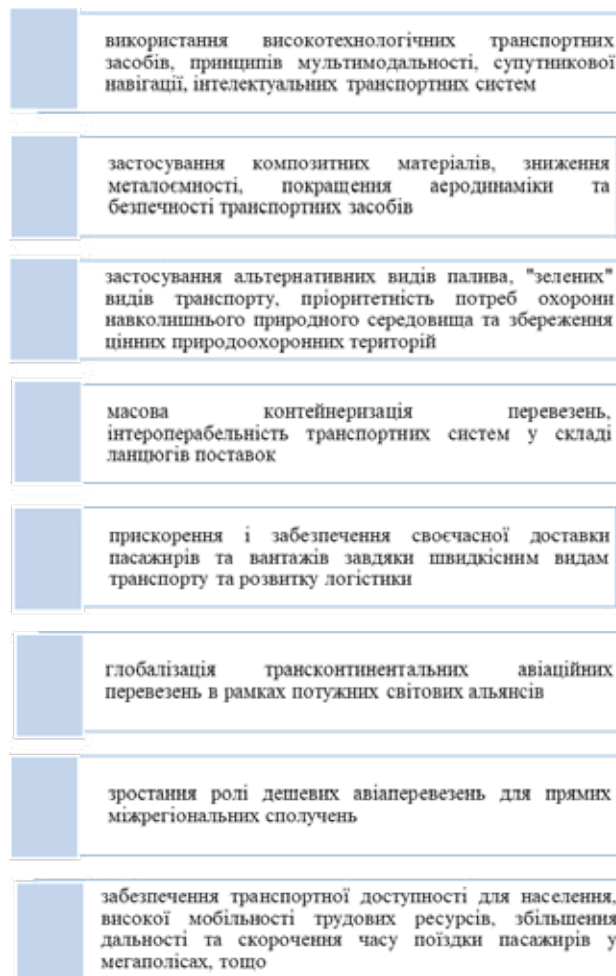 використання високотехнологічних транспортних
засобів, принципів мультимодальності, супутникової
навігації, інтелектуальних транспортних систем
застосування композитних матеріалів, зниження
металоємності, покращення аеродинаміки та
безпечності транспортних засобів
застосування альтернативних видів палива, "зелених"
видів транспорту, пріоритетність потреб охорони
навколишнього природного середовища та збереження
цінних природоохоронних територій
масова контейнеризація перевезень,
інтероперабельність транспортних систем у складі
ланцюгів поставок
прискорення і забезпечення своєчасної доставки
пасажирів та вантажів завдяки швидкісним видам
транспорту та розвитку логістики
глобалізація трансконтинентальних авіаційних
перевезень в рамках потужних світових альянсів
зростання ролі дешевих авіаперевезень для прямих
міжрегіональних сполучень
забезпечення транспортної доступності для населення,
високої мобільності трудових ресурсів, збільшення
дальності та скорочення часу поїздки пасажирів у
мегаполісах, тощо